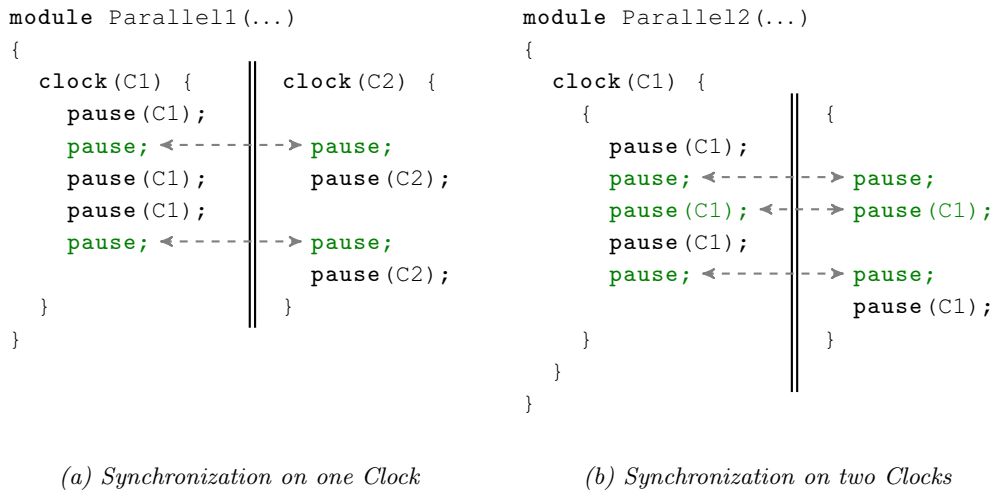 module Parallel1(...)
{
clock(C1) {
pause(C1);
pause;
pause(C1);
pause(C1);
pause;
}
}
clock(C2) {
pause;
pause(C2);
pause;
pause(C2);
}
(a) Synchronization on one Clock
module Parallel2(...)
{
clock(C1) {
{
pause(C1);
pause;
pause(C1);
pause(C1);
pause;
}
}
}
{
pause;
pause(C1);
pause;
pause(C1);
}
(b) Synchronization on two Clocks